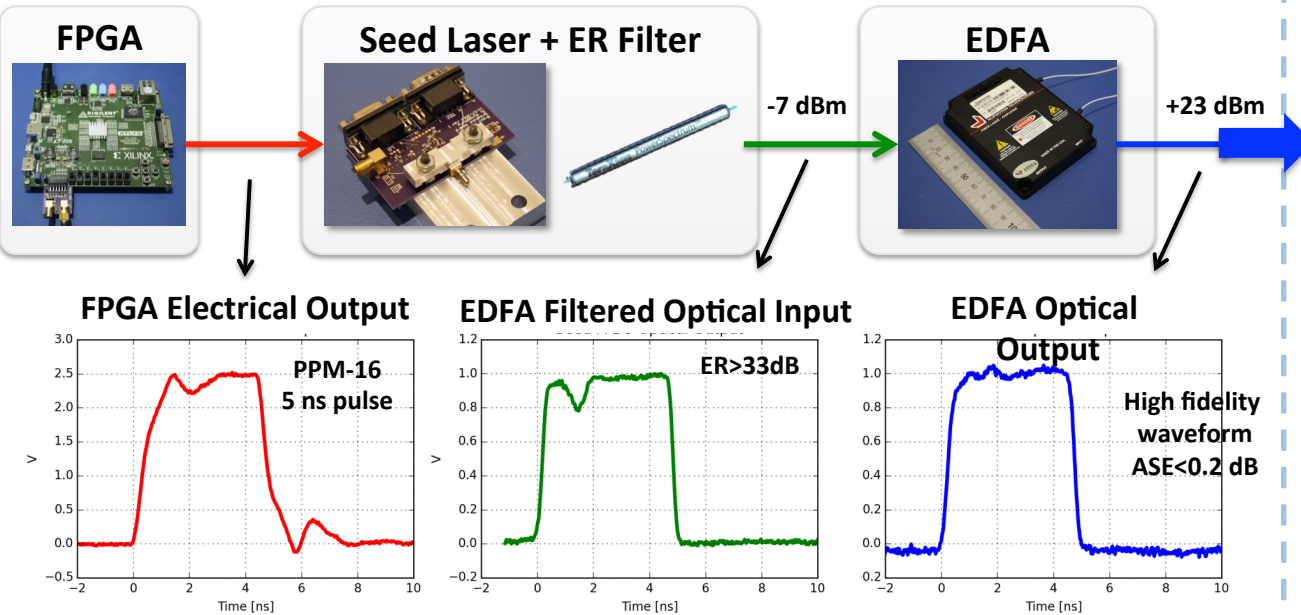 FPGA
Seed Laser + ER Filter
EDFA
-7 dBm
+23 dBm
DIGILENT
ATLYS
XILINX
PowerSpectrum
FPGA Electrical Output
EDFA Filtered Optical Input
EDFA Optical
Output
PPM-16
5 ns pulse
3.0
2.5
2.0
1.5
1.0
0.5
0.0
−0.5
V
−2
0
2
4
6
8
10
Time [ns]
ER>33dB
1.2
1.0
0.8
0.6
0.4
0.2
0.0
−0.2
V
−2
0
2
4
6
8
10
Time [ns]
High fidelity
waveform
ASE<0.2 dB
1.2
1.0
0.8
0.6
0.4
0.2
0.0
0.2
−2
0
2
4
6
8
10
Time [ns]